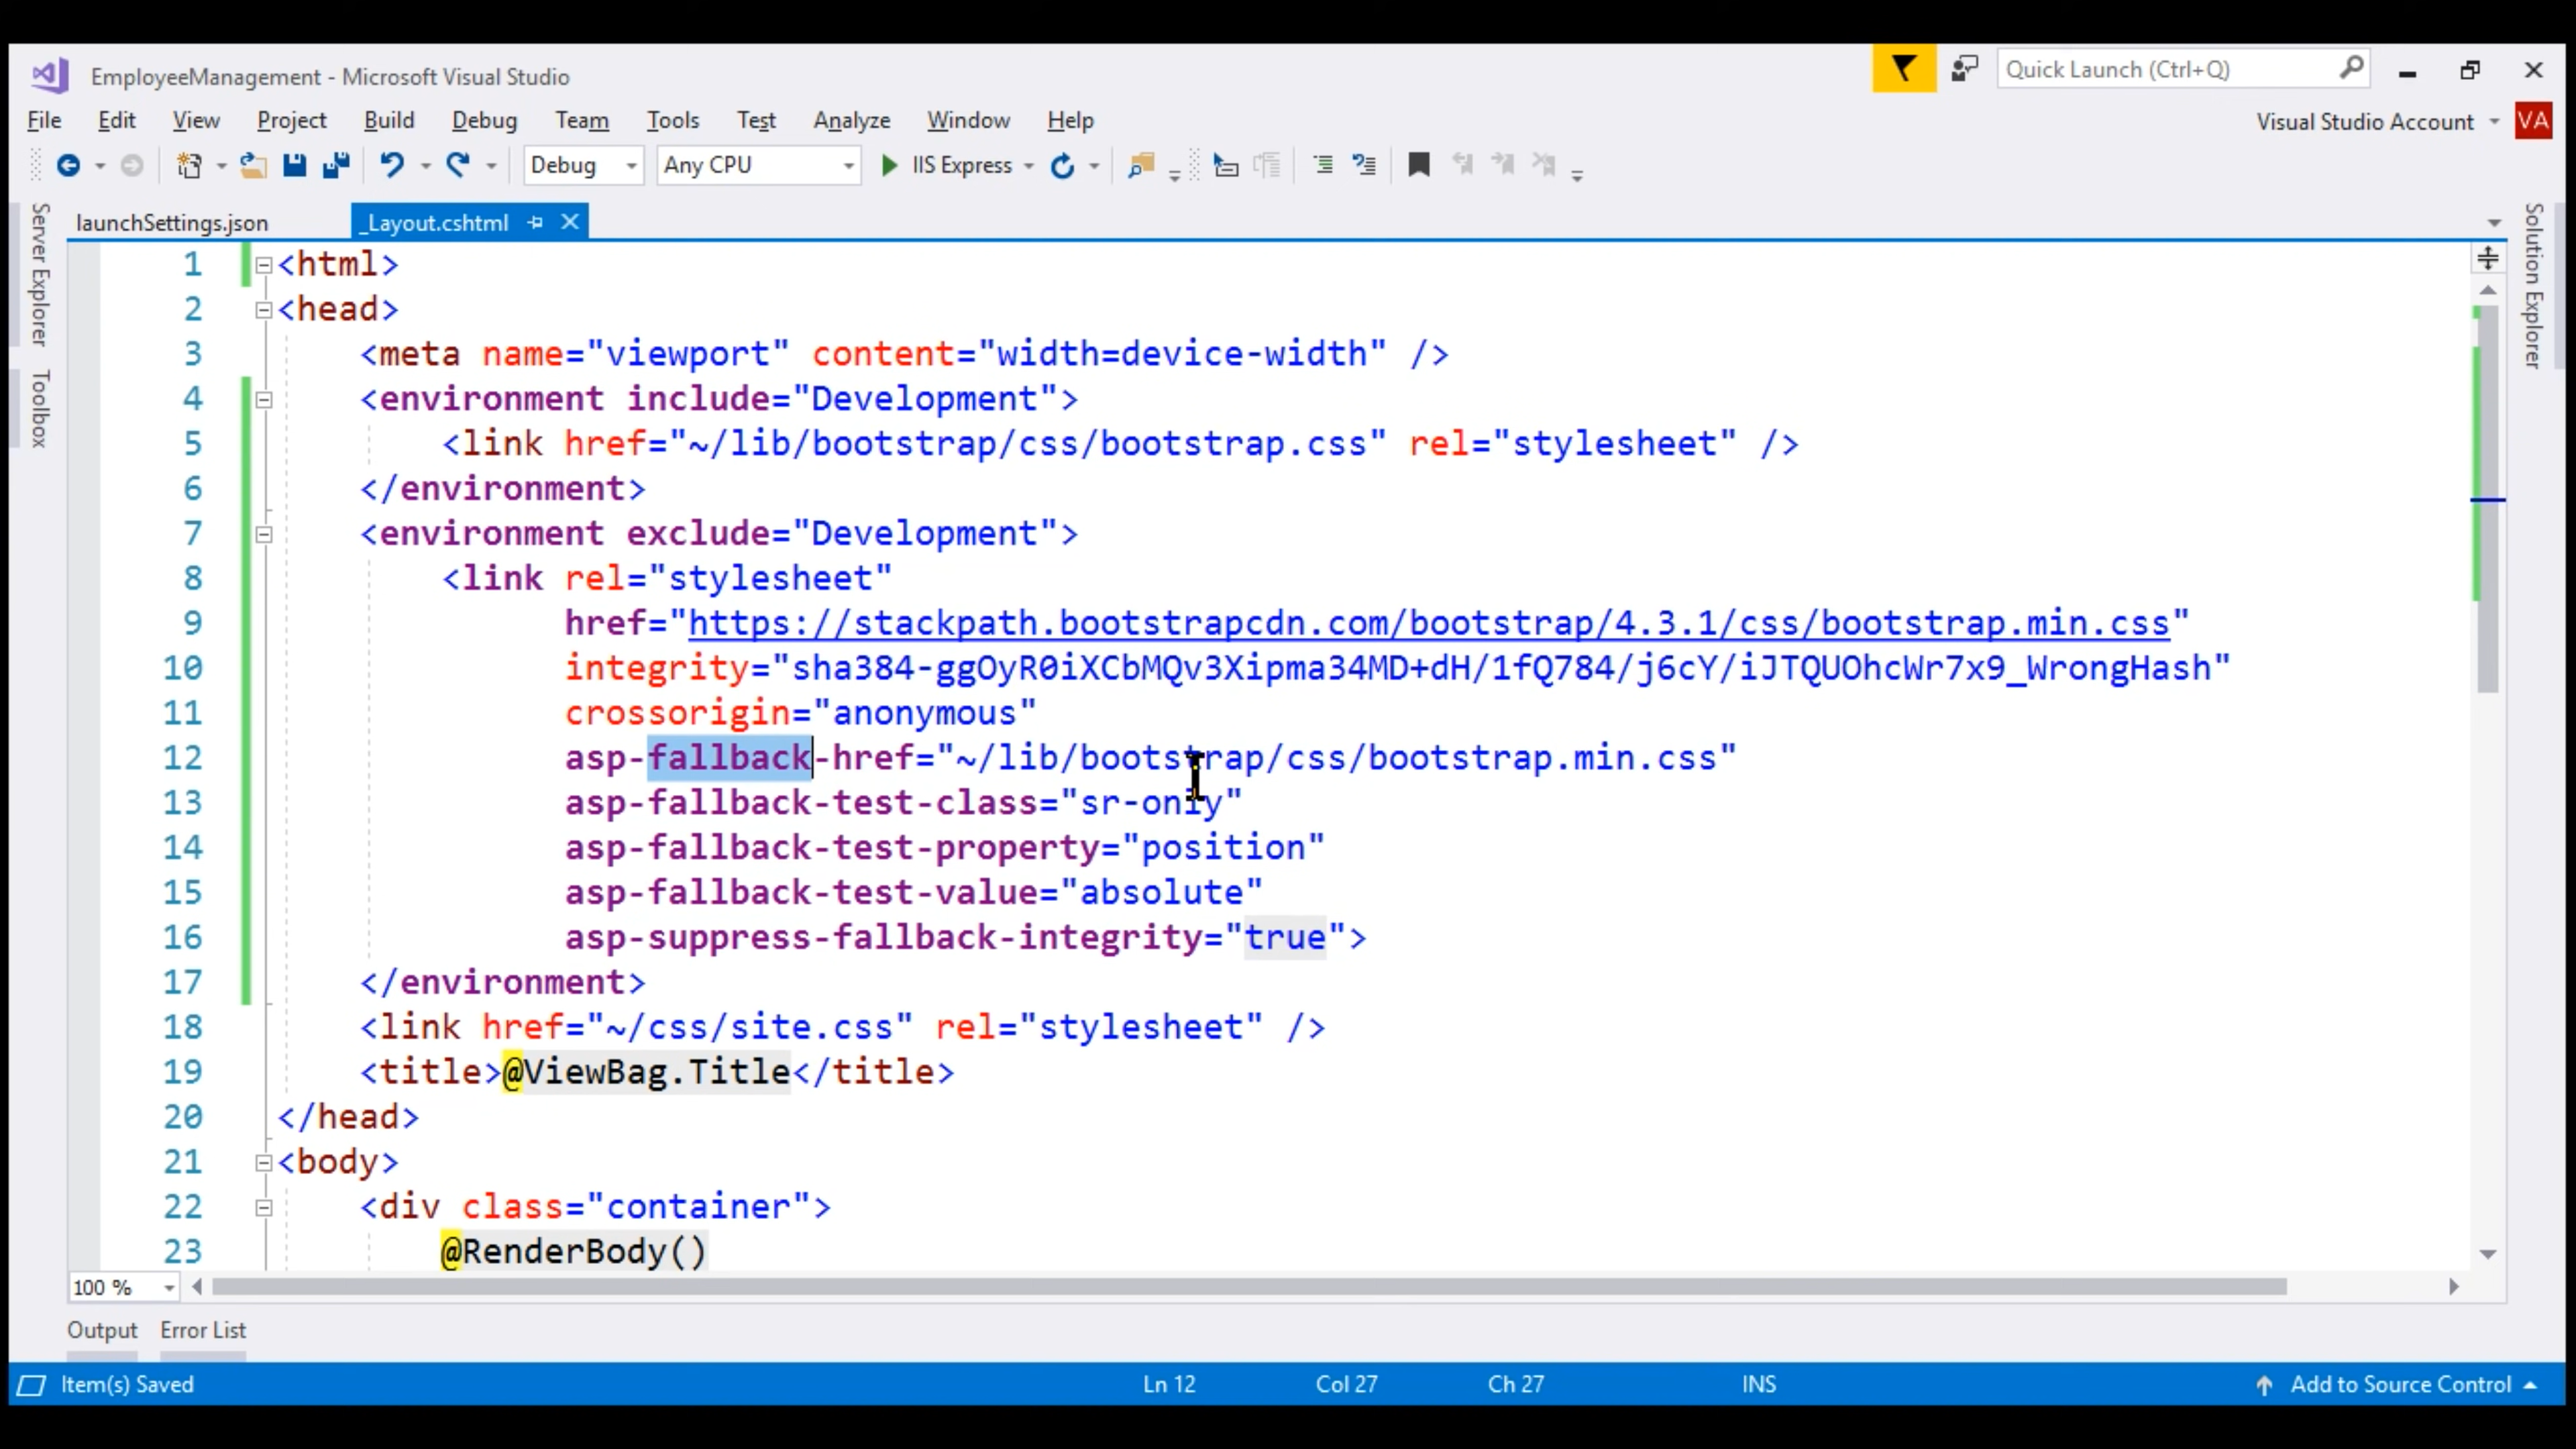 EmployeeManagement - Microsoft Visual Studio
Quick Launch (Ctrl+Q)
File Edit View Project Build Debug Team Tools Test Analyze Window Help
Visual Studio Account VA
Debug Any CPU IIS Express
Server Explorer
Toolbox
Solution Explorer
launchSettings.json _Layout.cshtml
1 <html>
2 <head>
3 <meta name="viewport" content="width=device-width" />
4 <environment include="Development">
5 <link href="~/lib/bootstrap/css/bootstrap.css" rel="stylesheet" />
6 </environment>
7 <environment exclude="Development">
8 <link rel="stylesheet"
9 href="https://stackpath.bootstrapcdn.com/bootstrap/4.3.1/css/bootstrap.min.css"
10 integrity="sha384-ggOyR0iXCbMQv3Xipma34MD+dH/1fQ784/j6cY/iJTQUOhcWr7x9_WrongHash"
11 crossorigin="anonymous"
12 asp-fallback-href="~/lib/bootstrap/css/bootstrap.min.css"
13 asp-fallback-test-class="sr-only"
14 asp-fallback-test-property="position"
15 asp-fallback-test-value="absolute"
16 asp-suppress-fallback-integrity="true">
17 </environment>
18 <link href="~/css/site.css" rel="stylesheet" />
19 <title>@ViewBag.Title</title>
20 </head>
21 <body>
22 <div class="container">
23 @RenderBody()
100 %
Output Error List
Item(s) Saved Ln 12 Col 27 Ch 27 INS Add to Source Control